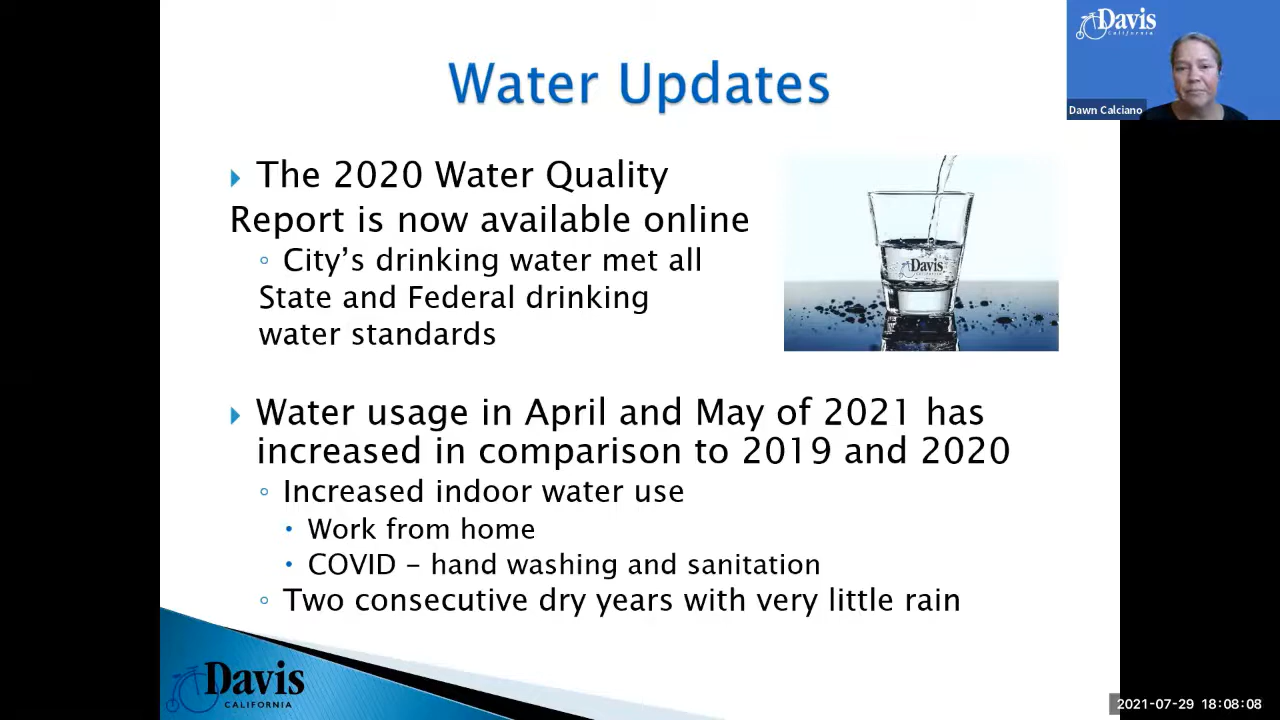 Water Updates
The 2020 Water Quality
Report is now available online
City’s drinking water met all
State and Federal drinking
water standards
Water usage in April and May of 2021 has
increased in comparison to 2019 and 2020
Increased indoor water use
Work from home
COVID – hand washing and sanitation
Two consecutive dry years with very little rain
Davis
CALIFORNIA
Davis
CALIFORNIA
Davis
California
Dawn Calciano
2021-07-29 18:08:08